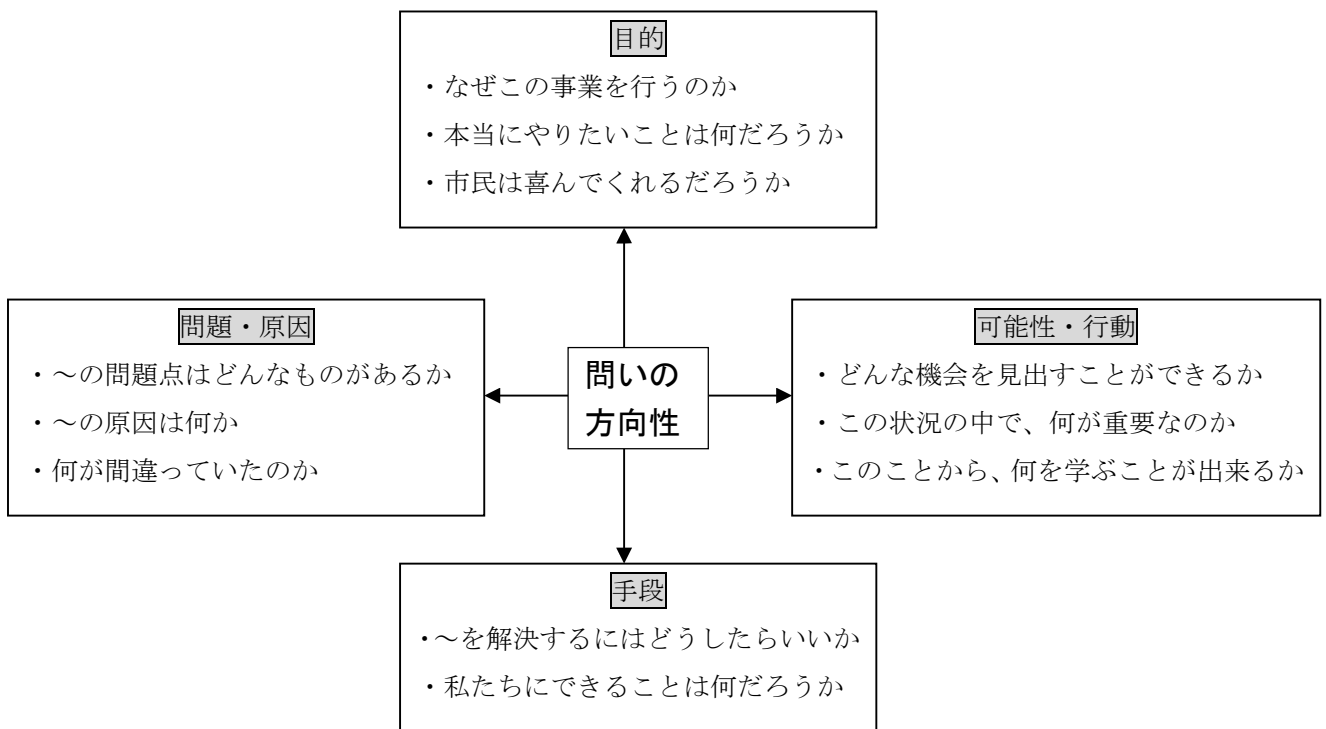 目的
・なぜこの事業を行うのか
・本当にやりたいことは何だろうか
・市民は喜んでくれるだろうか
問題・原因
・～の問題点はどんなものがあるか
・～の原因は何か
・何が間違っていたのか
問いの
方向性
可能性・行動
・どんな機会を見出すことができるか
・この状況の中で、何が重要なのか
・このことから、何を学ぶことが出来るか
手段
・～を解決するにはどうしたらいいか
・私たちにできることは何だろうか